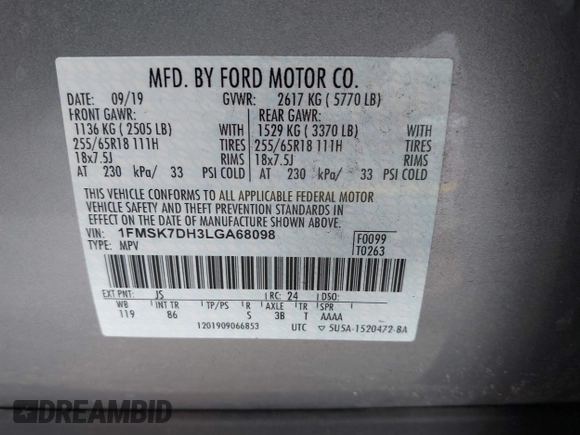 MFD. BY FORD MOTOR CO.
DATE: 09/19 GVWR: 2617 KG ( 5770 LB)
FRONT GAWR: REAR GAWR:
1136 KG ( 2505 LB) WITH 1529 KG ( 3370 LB) WITH
255/65R18 111H TIRES 255/65R18 111H TIRES
18x7.5J RIMS 18x7.5J RIMS
AT 230 kPa/ 33 PSI COLD AT 230 kPa/ 33 PSI COLD
THIS VEHICLE CONFORMS TO ALL APPLICABLE FEDERAL MOTOR
VEHICLE SAFETY AND THEFT PREVENTION STANDARDS IN
EFFECT ON THE DATE OF MANUFACTURE SHOWN ABOVE.
VIN: 1FMSK7DH3LGA68098 F0099
TYPE: MPV T0263
EXT PNT: JS RC: 24 DSO:
WB INT TR TP/PS R AXLE TR SPR
119 86 S 3B T AAAA
1201909066853 UTC ▽ 5U5A-1520472-BA
DREAMBID